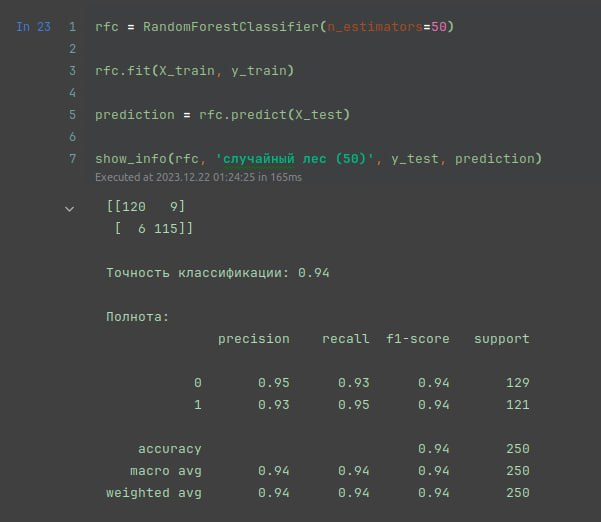 In 23
1 rfc = RandomForestClassifier(n_estimators=50)
2
3 rfc.fit(X_train, y_train)
4
5 prediction = rfc.predict(X_test)
6
7 show_info(rfc, 'случайный лес (50)', y_test, prediction)
Executed at 2023.12.22 01:24:25 in 165ms
[[120   9]
 [  6 115]]
Точность классификации: 0.94
Полнота:
              precision    recall  f1-score   support
           0       0.95      0.93      0.94       129
           1       0.93      0.95      0.94       121
    accuracy                           0.94       250
   macro avg       0.94      0.94      0.94       250
weighted avg       0.94      0.94      0.94       250